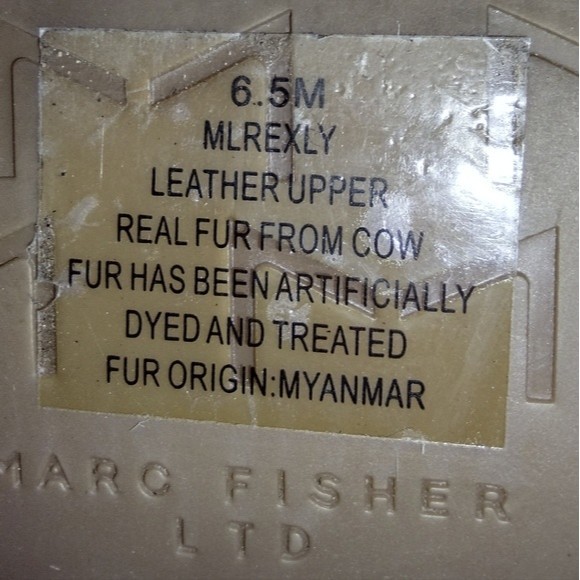 6.5M
MLREXLY
LEATHER UPPER
REAL FUR FROM COW
FUR HAS BEEN ARTIFICIALLY
DYED AND TREATED
FUR ORIGIN:MYANMAR
MARC FISHER
LTD